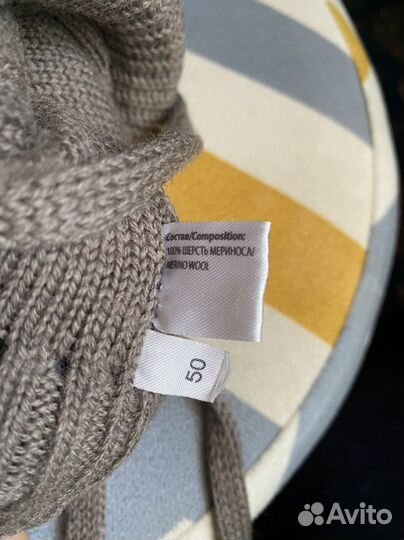 Состав/Composition:
100% ШЕРСТЬ МЕРИНОСА/
MERINO WOOL
50
Avito